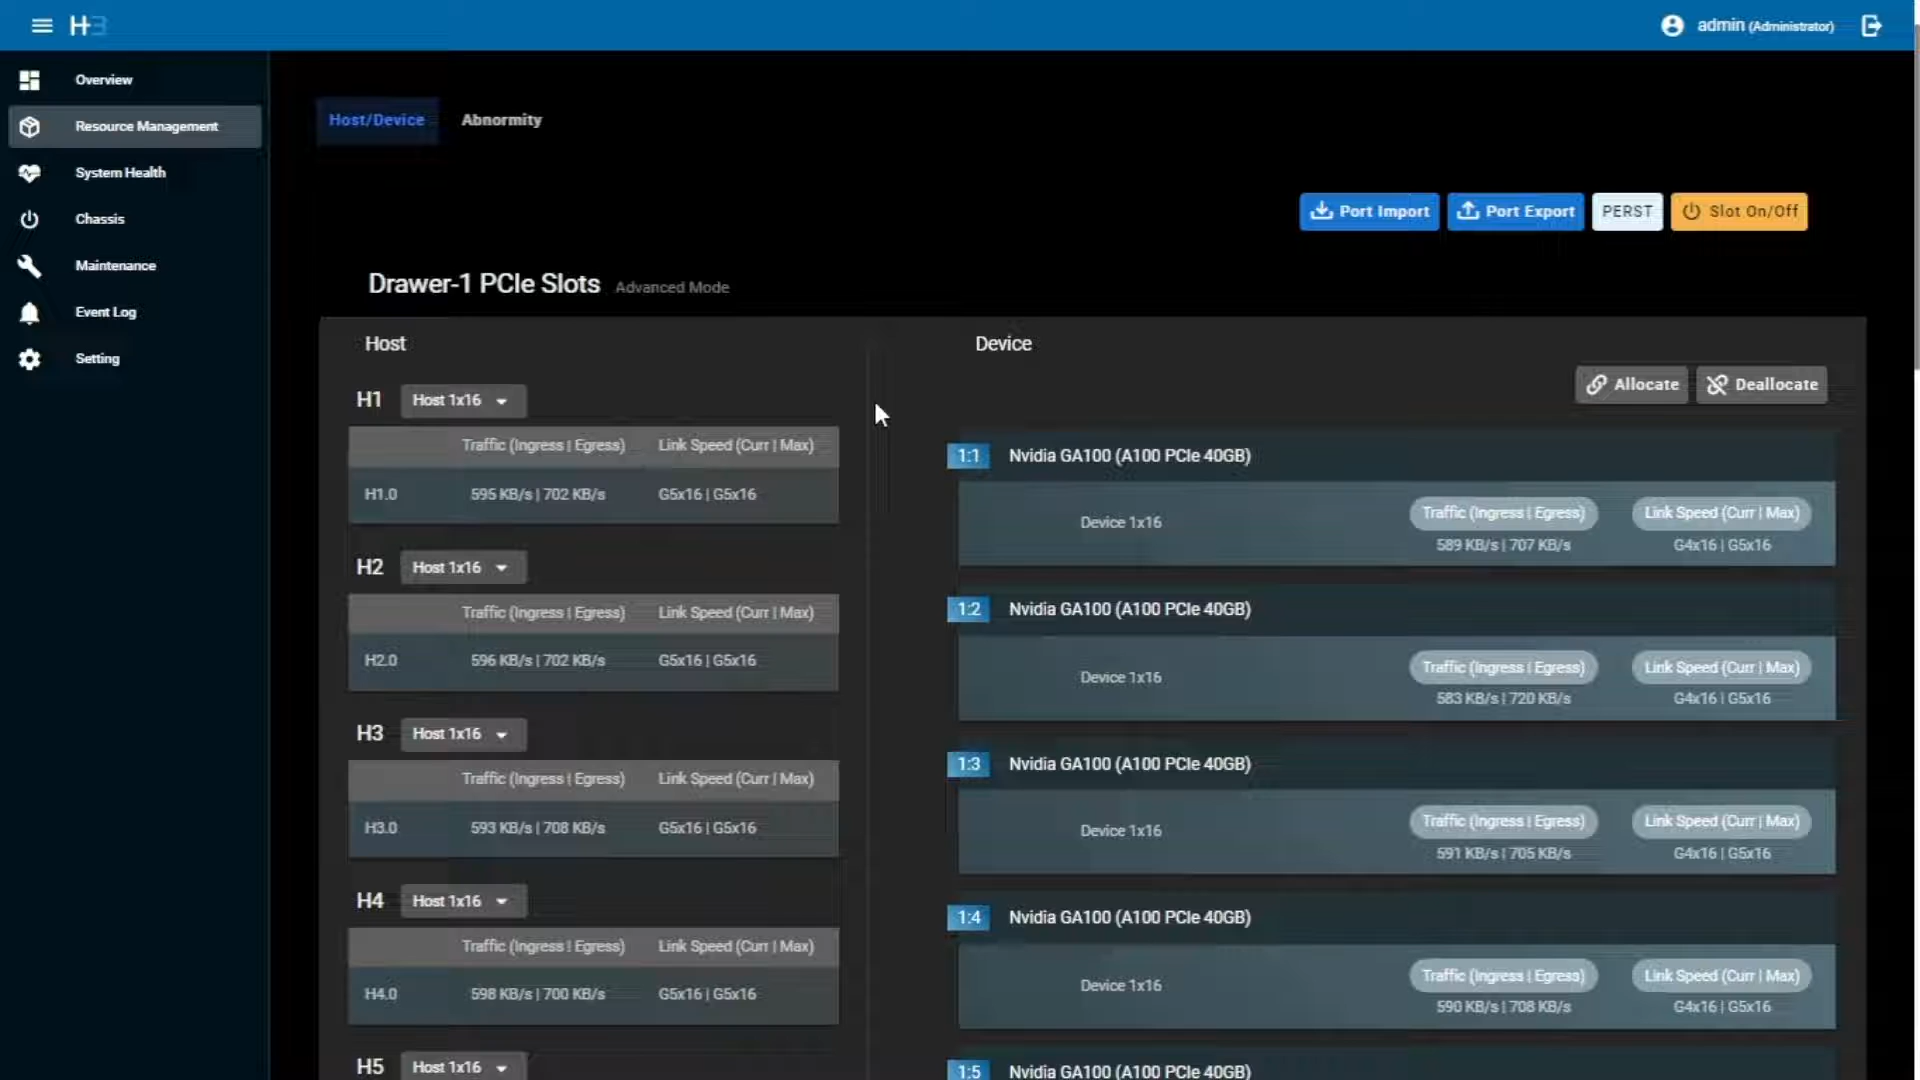 H3
admin (Administrator)
Overview
Resource Management
System Health
Chassis
Maintenance
Event Log
Setting
Host/Device
Abnormity
Port Import
Port Export
PERST
Slot On/Off
Drawer-1 PCIe Slots Advanced Mode
Host
H1 Host 1x16
Traffic (Ingress | Egress) Link Speed (Curr | Max)
H1.0 595 KB/s | 702 KB/s G5x16 | G5x16
H2 Host 1x16
Traffic (Ingress | Egress) Link Speed (Curr | Max)
H2.0 596 KB/s | 702 KB/s G5x16 | G5x16
H3 Host 1x16
Traffic (Ingress | Egress) Link Speed (Curr | Max)
H3.0 593 KB/s | 708 KB/s G5x16 | G5x16
H4 Host 1x16
Traffic (Ingress | Egress) Link Speed (Curr | Max)
H4.0 598 KB/s | 700 KB/s G5x16 | G5x16
H5 Host 1x16
Device
Allocate
Deallocate
1:1 Nvidia GA100 (A100 PCIe 40GB)
Traffic (Ingress | Egress) Link Speed (Curr | Max)
Device 1x16
589 KB/s | 707 KB/s G4x16 | G5x16
1:2 Nvidia GA100 (A100 PCIe 40GB)
Traffic (Ingress | Egress) Link Speed (Curr | Max)
Device 1x16
583 KB/s | 720 KB/s G4x16 | G5x16
1:3 Nvidia GA100 (A100 PCIe 40GB)
Traffic (Ingress | Egress) Link Speed (Curr | Max)
Device 1x16
591 KB/s | 705 KB/s G4x16 | G5x16
1:4 Nvidia GA100 (A100 PCIe 40GB)
Traffic (Ingress | Egress) Link Speed (Curr | Max)
Device 1x16
590 KB/s | 708 KB/s G4x16 | G5x16
1:5 Nvidia GA100 (A100 PCIe 40GB)